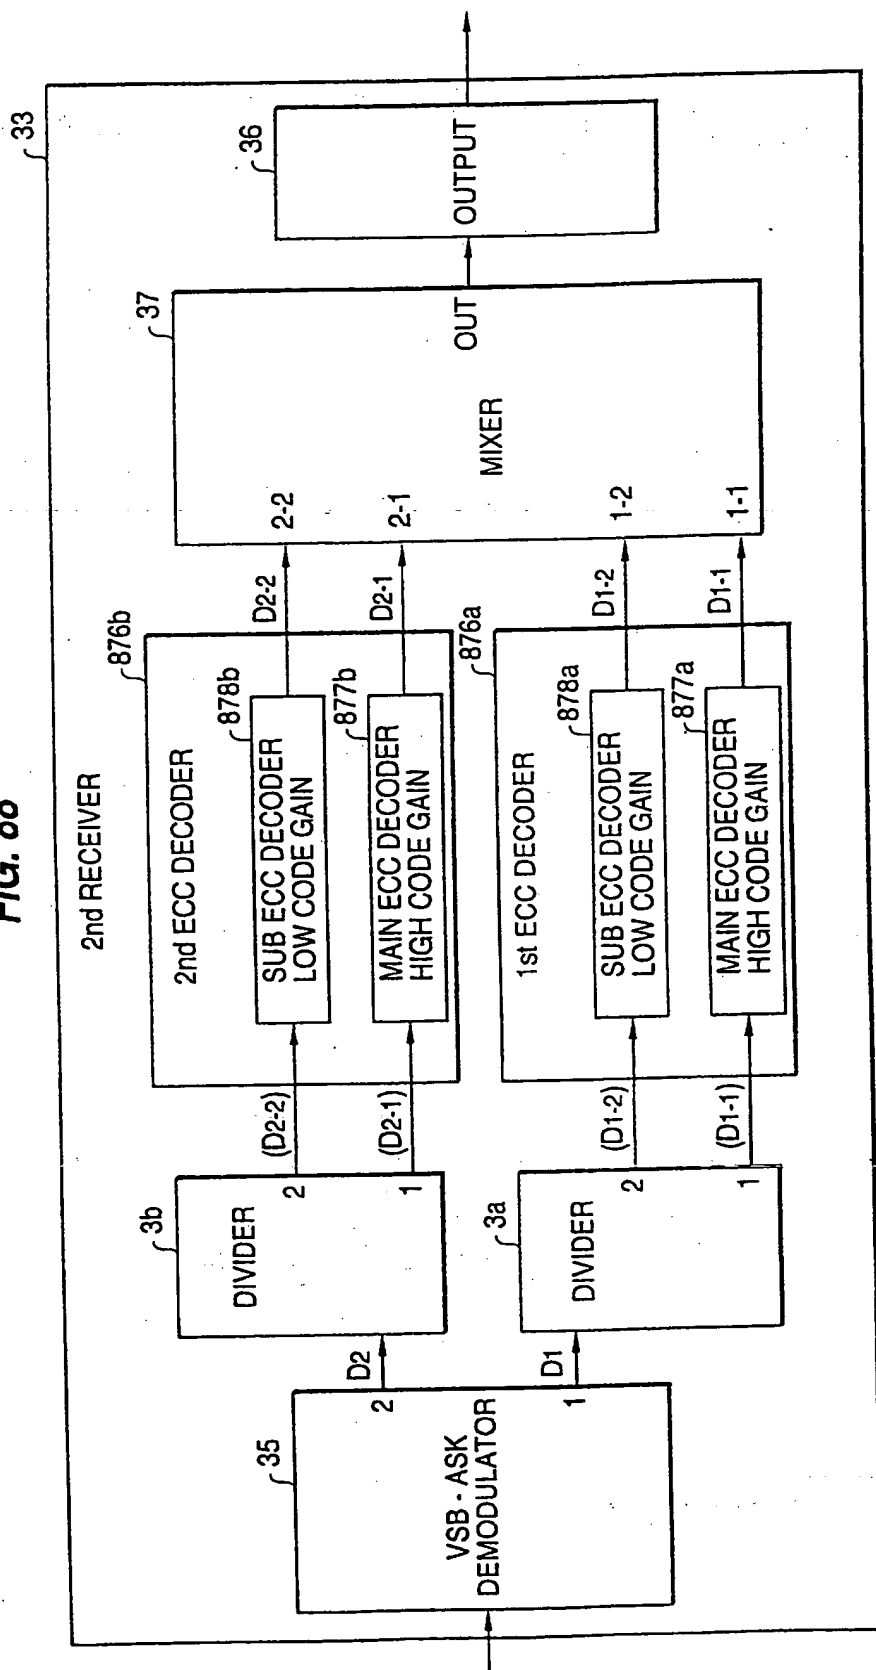 FIG. 88
33
2nd RECEIVER
35
VSB - ASK
DEMODULATOR
2
1
D2
D1
3b
DIVIDER
2
1
3a
DIVIDER
2
1
(D2-2)
(D2-1)
(D1-2)
(D1-1)
876b
2nd ECC DECODER
878b
SUB ECC DECODER
LOW CODE GAIN
877b
MAIN ECC DECODER
HIGH CODE GAIN
876a
1st ECC DECODER
878a
SUB ECC DECODER
LOW CODE GAIN
877a
MAIN ECC DECODER
HIGH CODE GAIN
D2-2
D2-1
D1-2
D1-1
37
2-2
2-1
1-2
1-1
MIXER
OUT
36
OUTPUT